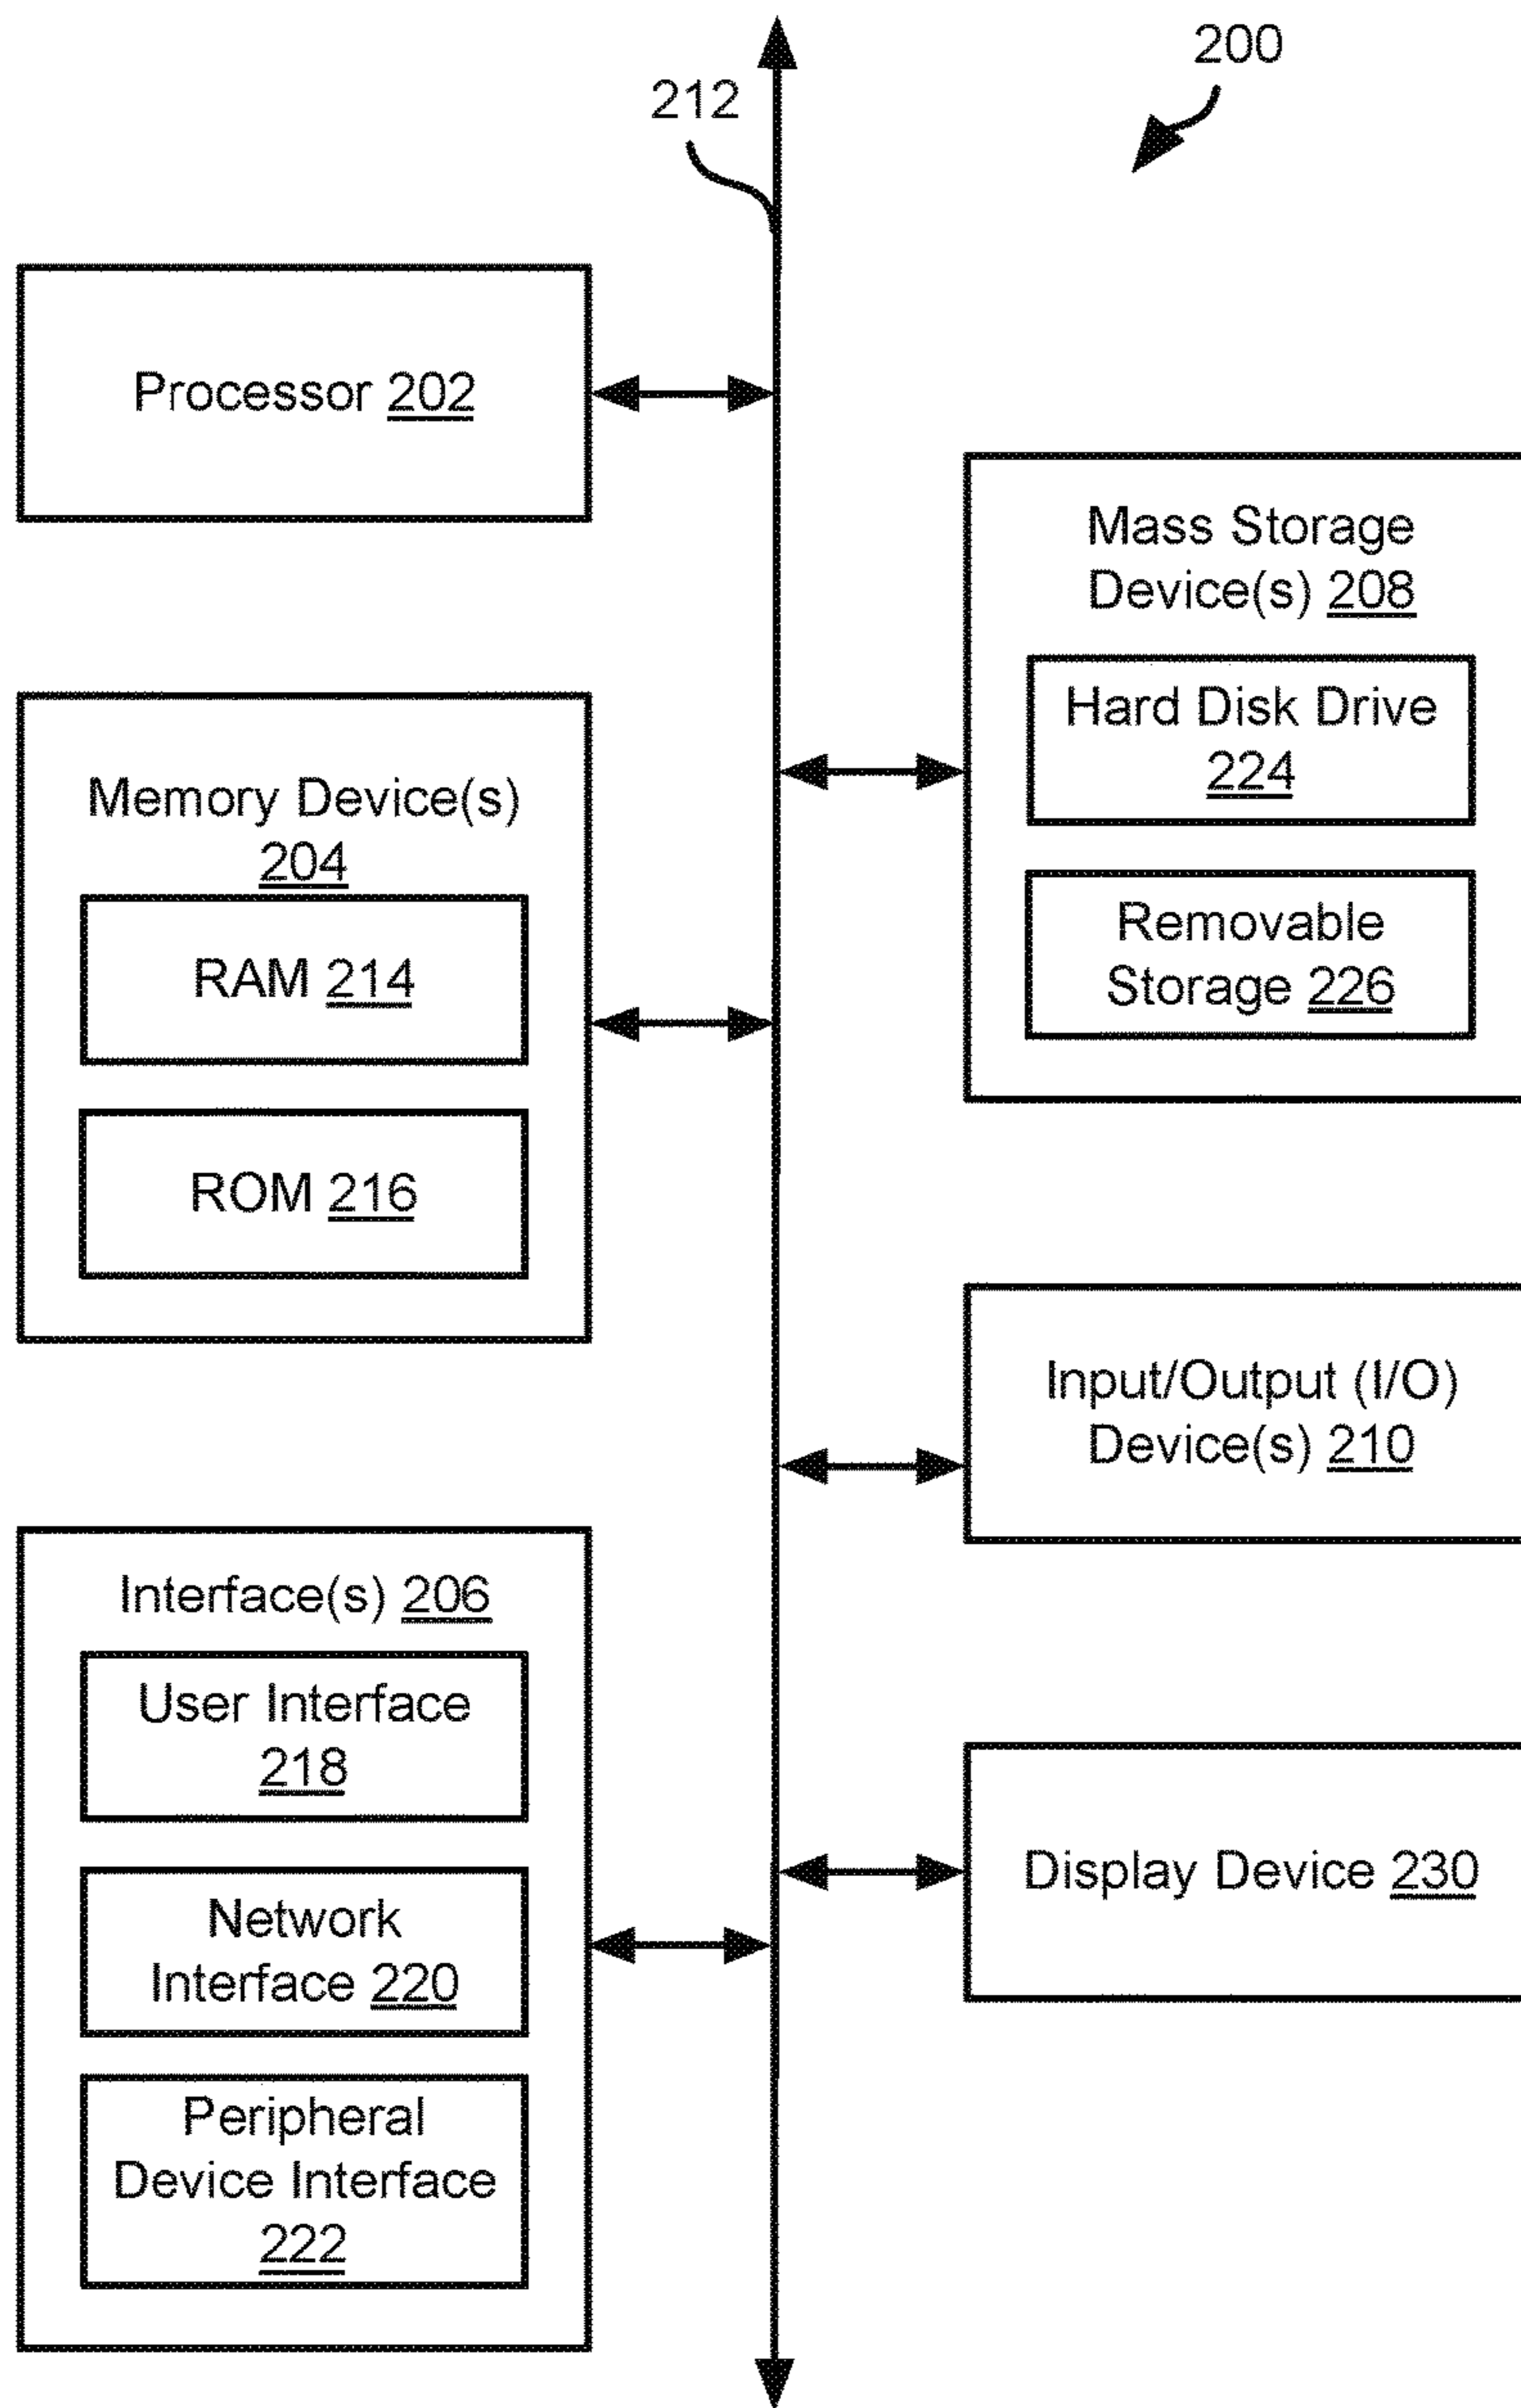 200
212
Processor 202
Mass Storage
Device(s) 208
Hard Disk Drive
224
Removable
Storage 226
Memory Device(s)
204
RAM 214
ROM 216
Input/Output (I/O)
Device(s) 210
Interface(s) 206
User Interface
218
Network
Interface 220
Peripheral
Device Interface
222
Display Device 230